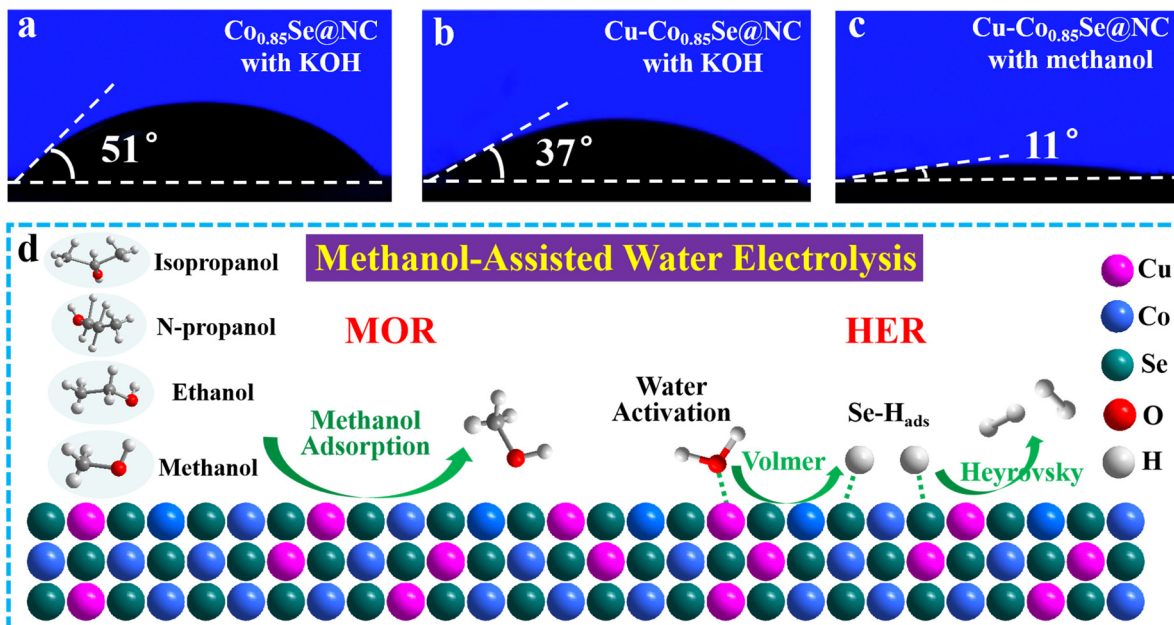 a
Co0.85Se@NC
with KOH
51°
b
Cu-Co0.85Se@NC
with KOH
37°
c
Cu-Co0.85Se@NC
with methanol
11°
d
Methanol-Assisted Water Electrolysis
Isopropanol
N-propanol
Ethanol
Methanol
MOR
Methanol
Adsorption
HER
Water
Activation
Volmer
Se-Hads
Heyrovsky
Cu
Co
Se
O
H